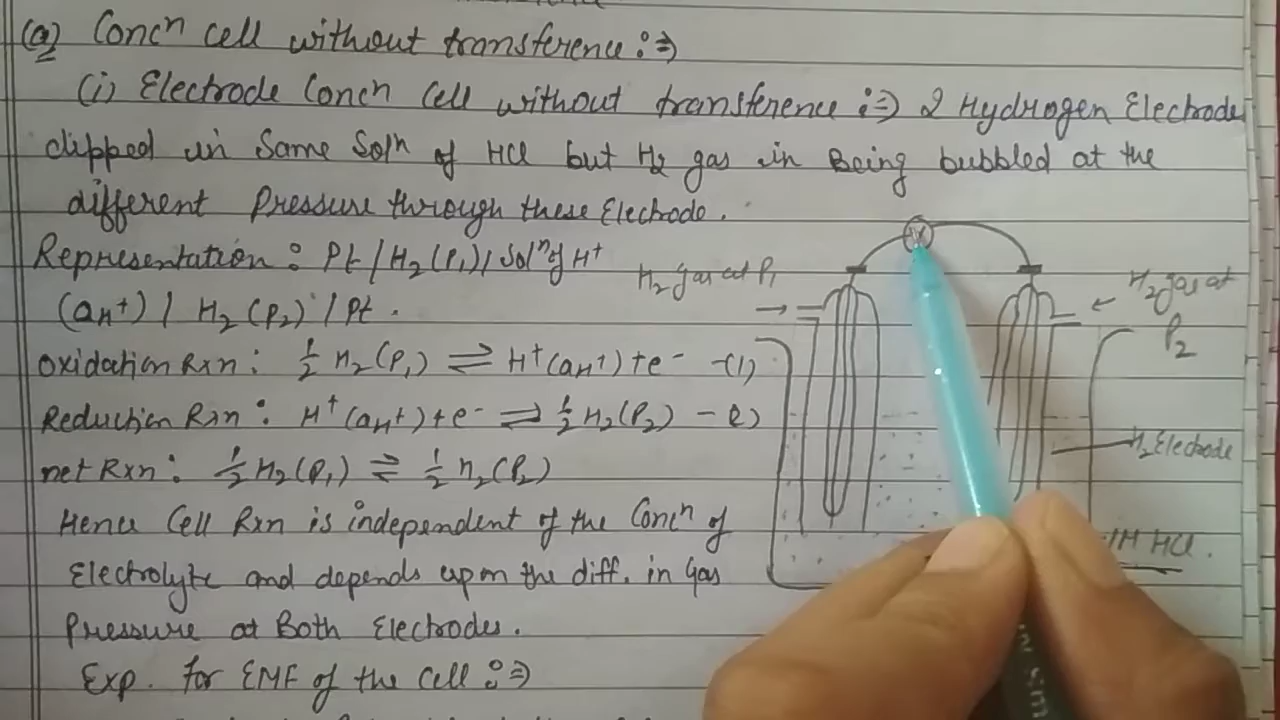 (a) Concn cell without transference :⇒
(i) Electrode Concn Cell without transference :⇒ 2 Hydrogen Electrode
dipped in Same Soln of HCl but H2 gas in Being bubbled at the
different Pressure through these Electrode.
Representation : Pt / H2 (P1) / Soln of H+
(aH+) / H2 (P2) / Pt .
H2 gas at P1
H2 gas at
P2
Oxidation Rxn : 1/2 H2 (P1) ⇌ H+ (aH+) + e- -(1)
Reduction Rxn : H+ (aH+) + e- ⇌ 1/2 H2 (P2) - 2)
H2 Electrode
net Rxn : 1/2 H2 (P1) ⇌ 1/2 H2 (P2)
Hence Cell Rxn is independent of the Concn of
1M HCl .
Electrolyte and depends upon the diff. in Gas
Pressure at Both Electrodes .
Exp. for EMF of the Cell :⇒